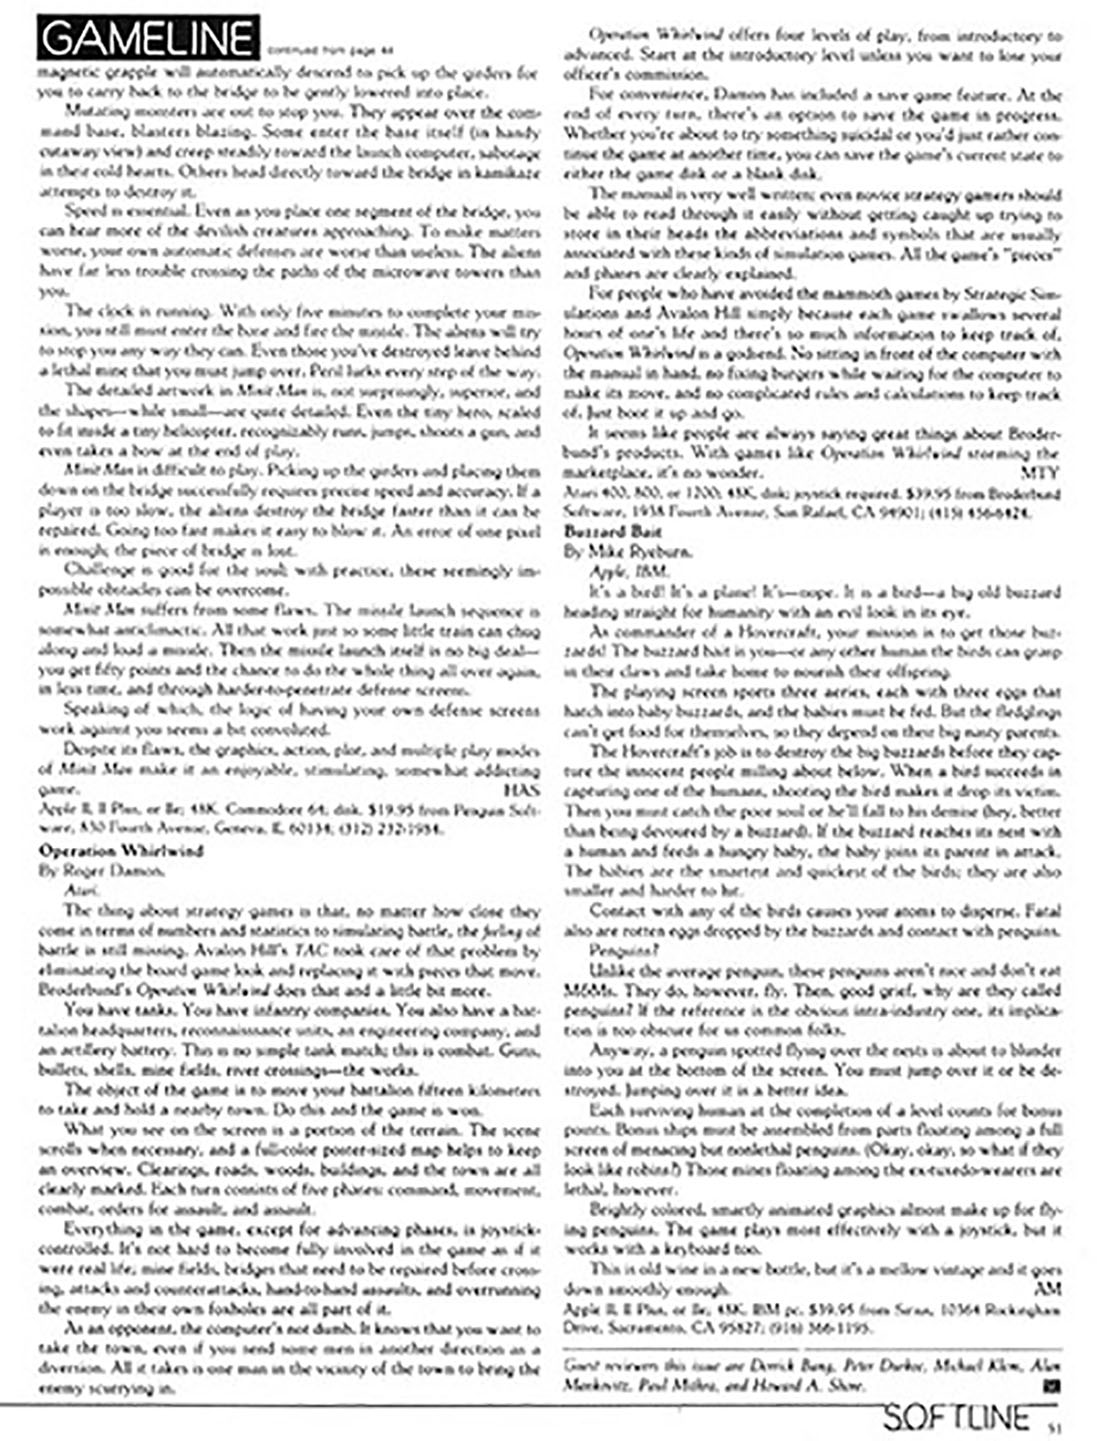 GAMELINE continued from page 44
magnetic grapple will automatically descend to pick up the girders for
you to carry back to the bridge to be gently lowered into place.
Mutating monsters are out to stop you. They appear over the com-
mand base, blasters blazing. Some enter the base itself (in handy
cutaway view) and creep steadily toward the launch computer, sabotage
in their cold hearts. Others head directly toward the bridge in kamikaze
attempts to destroy it.
Speed is essential. Even as you place one segment of the bridge, you
can hear more of the devilish creatures approaching. To make matters
worse, your own automatic defenses are worse than useless. The aliens
have far less trouble crossing the paths of the microwave towers than
you.
The clock is running. With only five minutes to complete your mis-
sion, you still must enter the base and fire the missile. The aliens will try
to stop you any way they can. Even those you've destroyed leave behind
a lethal mine that you must jump over. Peril lurks every step of the way.
The detailed artwork in Minit Man is, not surprisingly, superior, and
the shapes—while small—are quite detailed. Even the tiny hero, scaled
to fit inside a tiny helicopter, recognizably runs, jumps, shoots a gun, and
even takes a bow at the end of play.
Minit Man is difficult to play. Picking up the girders and placing them
down on the bridge successfully requires precise speed and accuracy. If a
player is too slow, the aliens destroy the bridge faster than it can be
repaired. Going too fast makes it easy to blow it. An error of one pixel
is enough; the piece of bridge is lost.
Challenge is good for the soul; with practice, these seemingly im-
possible obstacles can be overcome.
Minit Man suffers from some flaws. The missile launch sequence is
somewhat anticlimactic. All that work just so some little train can chug
along and load a missile. Then the missile launch itself is no big deal—
you get fifty points and the chance to do the whole thing all over again,
in less time, and through harder-to-penetrate defense screens.
Speaking of which, the logic of having your own defense screens
work against you seems a bit convoluted.
Despite its flaws, the graphics, action, plot, and multiple play modes
of Minit Man make it an enjoyable, stimulating, somewhat addicting
game. HAS
Apple II, II Plus, or IIe; 48K. Commodore 64, disk. $19.95 from Penguin Soft-
ware, 830 Fourth Avenue, Geneva, IL 60134; (312) 232-1984.
Operation Whirlwind
By Roger Damon.
Atari.
The thing about strategy games is that, no matter how close they
come in terms of numbers and statistics to simulating battle, the feeling of
battle is still missing. Avalon Hill's TAC took care of that problem by
eliminating the board game look and replacing it with pieces that move.
Broderbund's Operation Whirlwind does that and a little bit more.
You have tanks. You have infantry companies. You also have a bat-
talion headquarters, reconnaisssance units, an engineering company, and
an artillery battery. This is no simple tank match; this is combat. Guns,
bullets, shells, mine fields, river crossings—the works.
The object of the game is to move your battalion fifteen kilometers
to take and hold a nearby town. Do this and the game is won.
What you see on the screen is a portion of the terrain. The scene
scrolls when necessary, and a full-color poster-sized map helps to keep
an overview. Clearings, roads, woods, buildings, and the town are all
clearly marked. Each turn consists of five phases: command, movement,
combat, orders for assault, and assault.
Everything in the game, except for advancing phases, is joystick-
controlled. It's not hard to become fully involved in the game as if it
were real life; mine fields, bridges that need to be repaired before cross-
ing, attacks and counterattacks, hand-to-hand assaults, and overrunning
the enemy in their own foxholes are all part of it.
As an opponent, the computer's not dumb. It knows that you want to
take the town, even if you send some men in another direction as a
diversion. All it takes is one man in the vicinity of the town to bring the
enemy scurrying in.
Operation Whirlwind offers four levels of play, from introductory to
advanced. Start at the introductory level unless you want to lose your
officer's commission.
For convenience, Damon has included a save game feature. At the
end of every turn, there's an option to save the game in progress.
Whether you're about to try something suicidal or you'd just rather con-
tinue the game at another time, you can save the game's current state to
either the game disk or a blank disk.
The manual is very well written; even novice strategy gamers should
be able to read through it easily without getting caught up trying to
store in their heads the abbreviations and symbols that are usually
associated with these kinds of simulation games. All the game's "pieces"
and phases are clearly explained.
For people who have avoided the mammoth games by Strategic Sim-
ulations and Avalon Hill simply because each game swallows several
hours of one's life and there's so much information to keep track of,
Operation Whirlwind is a godsend. No sitting in front of the computer with
the manual in hand, no fixing burgers while waiting for the computer to
make its move, and no complicated rules and calculations to keep track
of. Just boot it up and go.
It seems like people are always saying great things about Broder-
bund's products. With games like Operation Whirlwind storming the
marketplace, it's no wonder. MTY
Atari 400, 800, or 1200; 48K, disk; joystick required. $39.95 from Broderbund
Software, 1938 Fourth Avenue, San Rafael, CA 94901; (415) 456-6424.
Buzzard Bait
By Mike Ryeburn.
Apple, IBM.
It's a bird! It's a plane! It's—nope. It is a bird—a big old buzzard
heading straight for humanity with an evil look in its eye.
As commander of a Hovercraft, your mission is to get those buz-
zards! The buzzard bait is you—or any other human the birds can grasp
in their claws and take home to nourish their offspring.
The playing screen sports three aeries, each with three eggs that
hatch into baby buzzards, and the babies must be fed. But the fledglings
can't get food for themselves, so they depend on their big nasty parents.
The Hovercraft's job is to destroy the big buzzards before they cap-
ture the innocent people milling about below. When a bird succeeds in
capturing one of the humans, shooting the bird makes it drop its victim.
Then you must catch the poor soul or he'll fall to his demise (hey, better
than being devoured by a buzzard). If the buzzard reaches its nest with
a human and feeds a hungry baby, the baby joins its parent in attack.
The babies are the smartest and quickest of the birds; they are also
smaller and harder to hit.
Contact with any of the birds causes your atoms to disperse. Fatal
also are rotten eggs dropped by the buzzards and contact with penguins.
Penguins?
Unlike the average penguin, these penguins aren't nice and don't eat
M&Ms. They do, however, fly. Then, good grief, why are they called
penguins? If the reference is the obvious intra-industry one, its implica-
tion is too obscure for us common folks.
Anyway, a penguin spotted flying over the nests is about to blunder
into you at the bottom of the screen. You must jump over it or be de-
stroyed. Jumping over it is a better idea.
Each surviving human at the completion of a level counts for bonus
points. Bonus ships must be assembled from parts floating among a full
screen of menacing but nonlethal penguins. (Okay, okay, so what if they
look like robins?) Those mines floating among the ex-tuxedo-wearers are
lethal, however.
Brightly colored, smartly animated graphics almost make up for fly-
ing penguins. The game plays most effectively with a joystick, but it
works with a keyboard too.
This is old wine in a new bottle, but it's a mellow vintage and it goes
down smoothly enough. AM
Apple II, II Plus, or IIe; 48K. IBM pc. $39.95 from Sirius, 10364 Rockingham
Drive, Sacramento, CA 95827; (916) 366-1195.
Guest reviewers this issue are Derrick Bang, Peter Durkee, Michael Klem, Alan
Mankovitz, Paul Mithra, and Howard A. Shore.
SOFTLINE 51